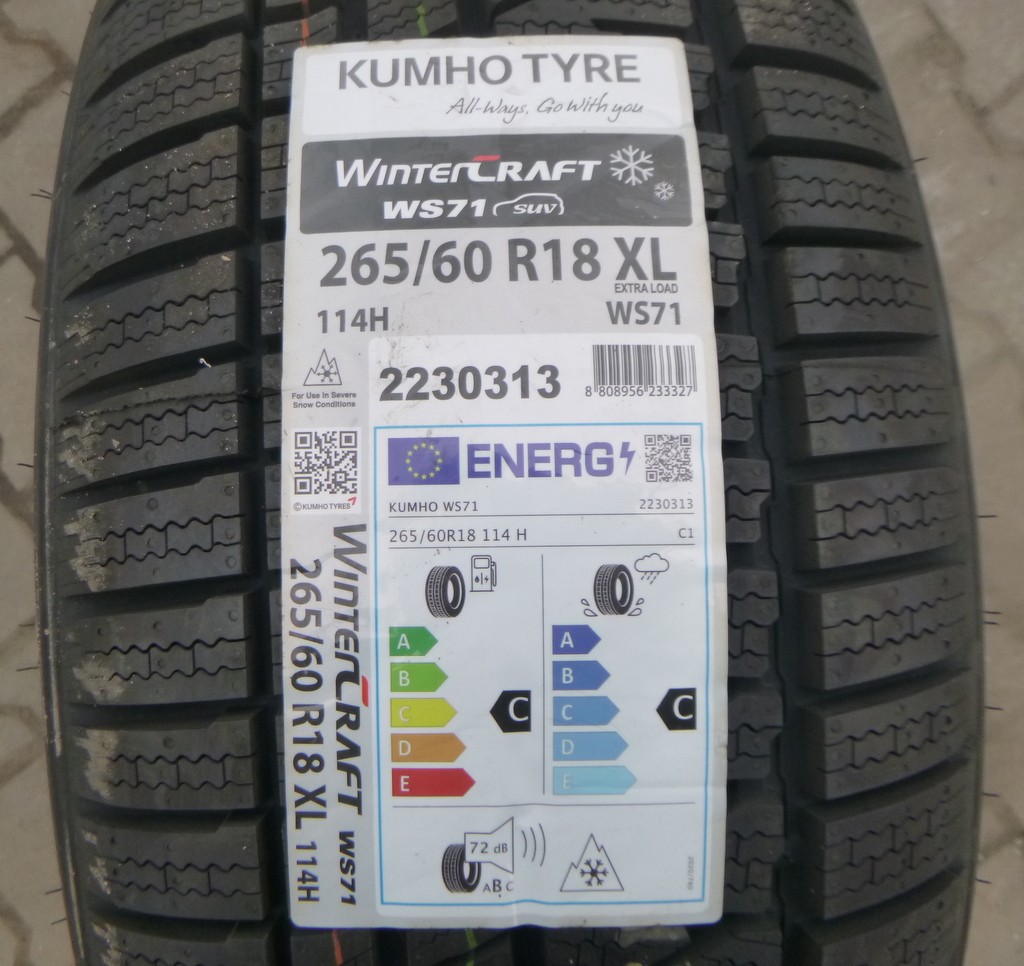 KUMHO TYRE
All-Ways, Go With you
WINTERCRAFT
WS71 SUV
265/60 R18 XL
EXTRA LOAD
114H
WS71
For Use in Severe
Snow Conditions
2230313
8 808956 233327
©KUMHO TYRES
ENERG
KUMHO WS71
2230313
265/60R18 114 H
C1
A
B
C
D
E
C
A
B
C
D
E
C
72 dB
ABC
2020/740
WINTERCRAFT WS71
265/60 R18 XL 114H